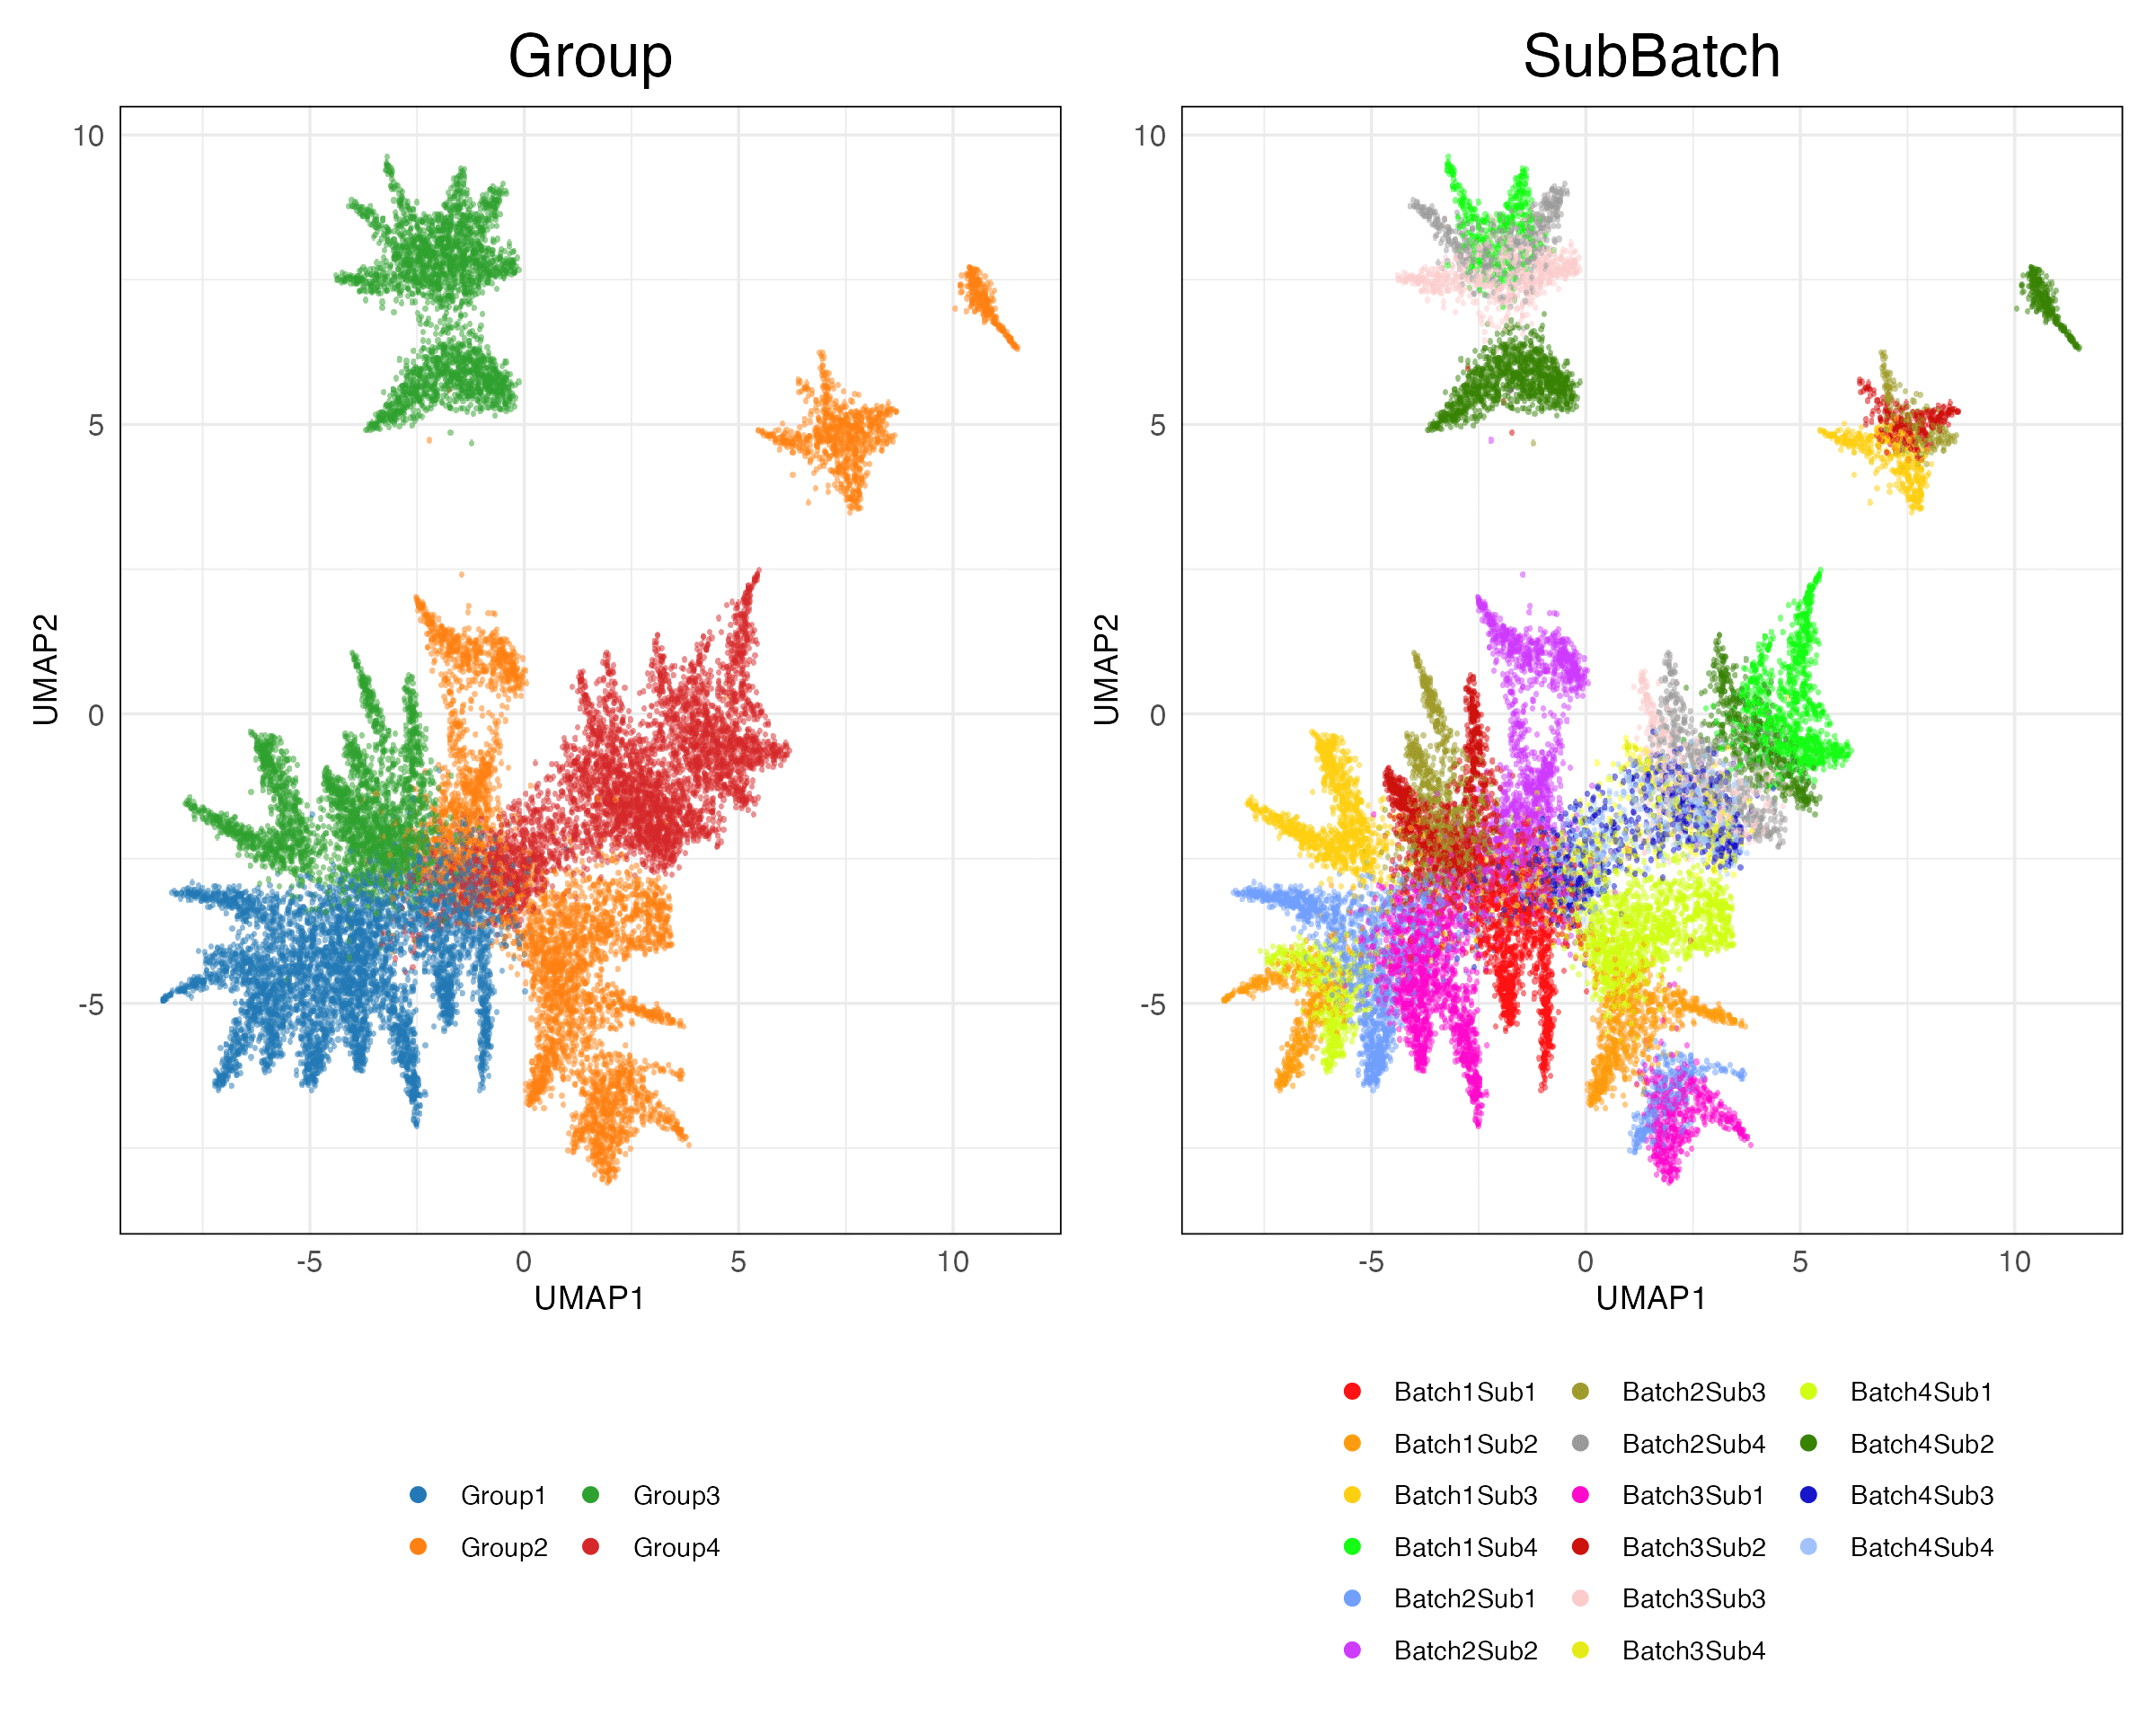 Group
SubBatch
10
5
0
-5
UMAP2
-5
0
5
10
UMAP1
10
5
0
-5
UMAP2
-5
0
5
10
UMAP1
Group1
Group3
Group2
Group4
Batch1Sub1
Batch2Sub3
Batch4Sub1
Batch1Sub2
Batch2Sub4
Batch4Sub2
Batch1Sub3
Batch3Sub1
Batch4Sub3
Batch1Sub4
Batch3Sub2
Batch4Sub4
Batch2Sub1
Batch3Sub3
Batch2Sub2
Batch3Sub4